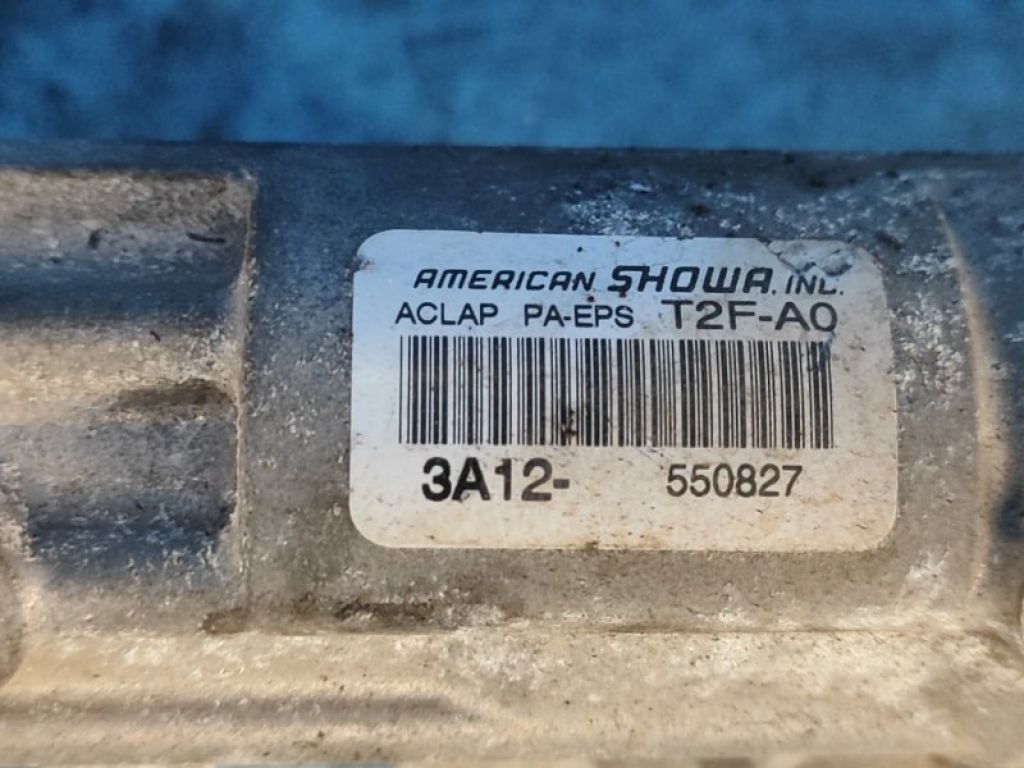 AMERICAN SHOWA, INC.
ACLAP PA-EPS T2F-A0
3A12- 550827